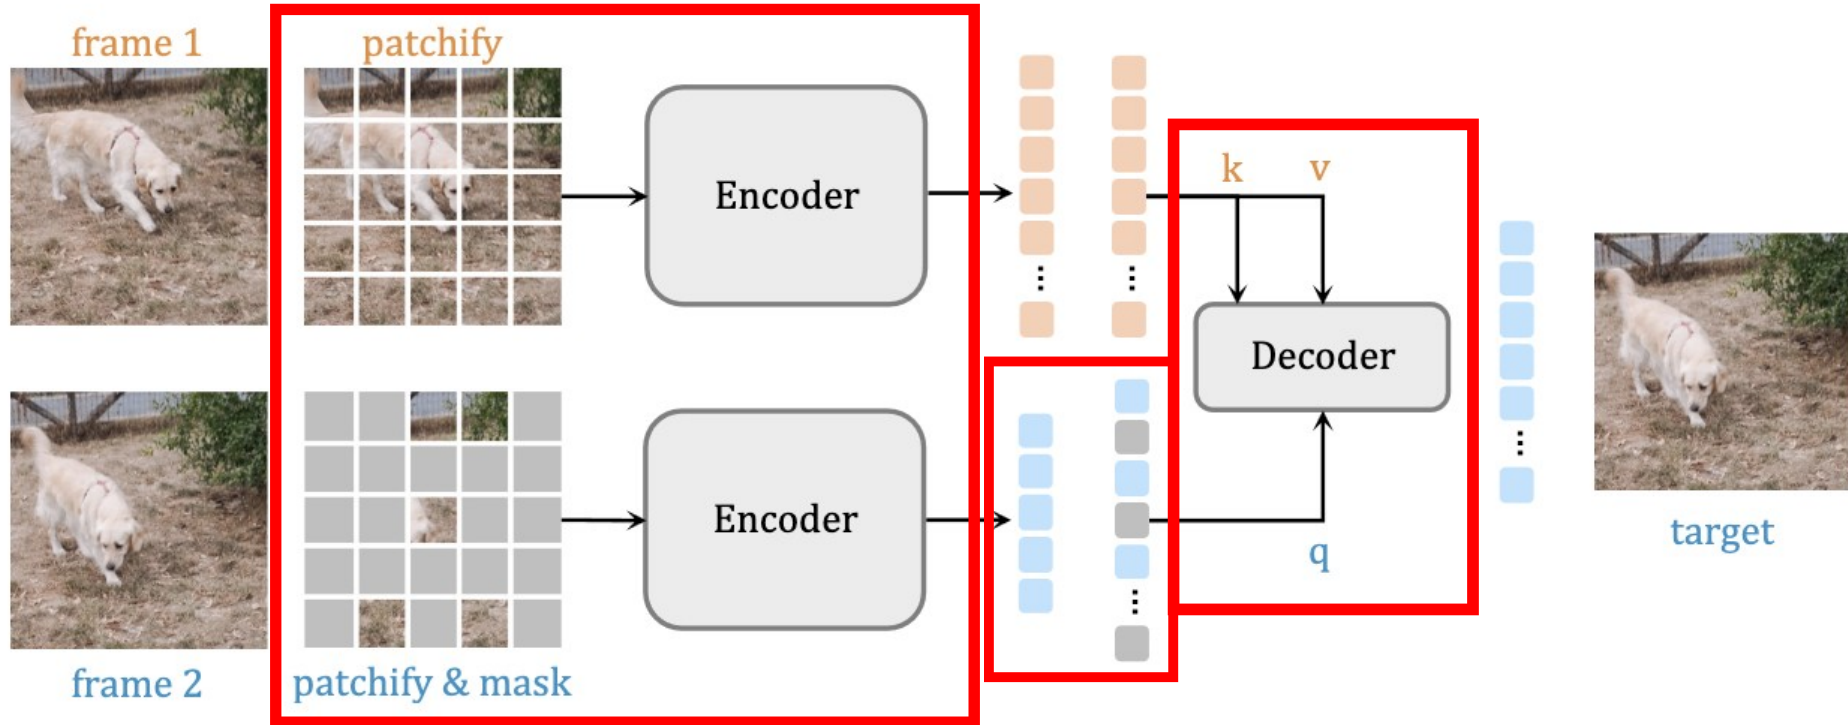 frame 1
patchify
Encoder
k
v
Decoder
frame 2
patchify & mask
Encoder
q
target